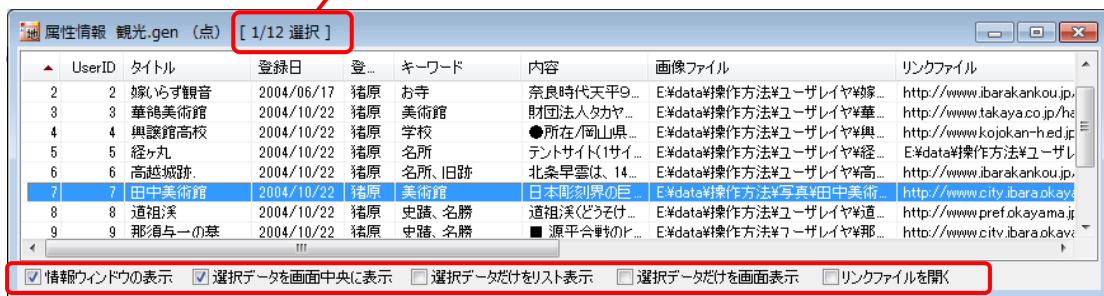 属性情報 観光.gen （点） [ 1/12 選択 ]
UserID タイトル 登録日 登... キーワード 内容 画像ファイル リンクファイル
2 2 嫁いらず観音 2004/06/17 猪原 お寺 奈良時代天平9... E:¥data¥操作方法¥ユーザレイヤ¥嫁... http://www.ibarakankou.jp,
3 3 華鴒美術館 2004/10/22 猪原 美術館 財団法人タカヤ... E:¥data¥操作方法¥ユーザレイヤ¥華... http://www.takaya.co.jp/ha
4 4 興譲館高校 2004/10/22 猪原 学校 ●所在/岡山県... E:¥data¥操作方法¥ユーザレイヤ¥興... http://www.kojokan-h.ed.jp
5 5 経ヶ丸 2004/10/22 猪原 名所 テントサイト(1サイ... E:¥data¥操作方法¥ユーザレイヤ¥経... E:¥data¥操作方法¥ユーザレ
6 6 高越城跡. 2004/10/22 猪原 名所、旧跡 北条早雲は、14... E:¥data¥操作方法¥ユーザレイヤ¥高... http://www.ibarakankou.jp,
7 7 田中美術館 2004/10/22 猪原 美術館 日本彫刻界の巨... E:¥data¥操作方法¥写真¥田中美術... http://www.city.ibara.okaya
8 8 道祖渓 2004/10/22 猪原 史蹟、名勝 道祖渓(どうそけ... E:¥data¥操作方法¥ユーザレイヤ¥道... http://www.pref.okayama.jp
9 9 那須与一の墓 2004/10/22 猪原 史蹟、名勝 ■ 源平合戦のヒ... E:¥data¥操作方法¥ユーザレイヤ¥那... http://www.city.ibara.okaya
情報ウィンドウの表示 選択データを画面中央に表示 選択データだけをリスト表示 選択データだけを画面表示 リンクファイルを開く